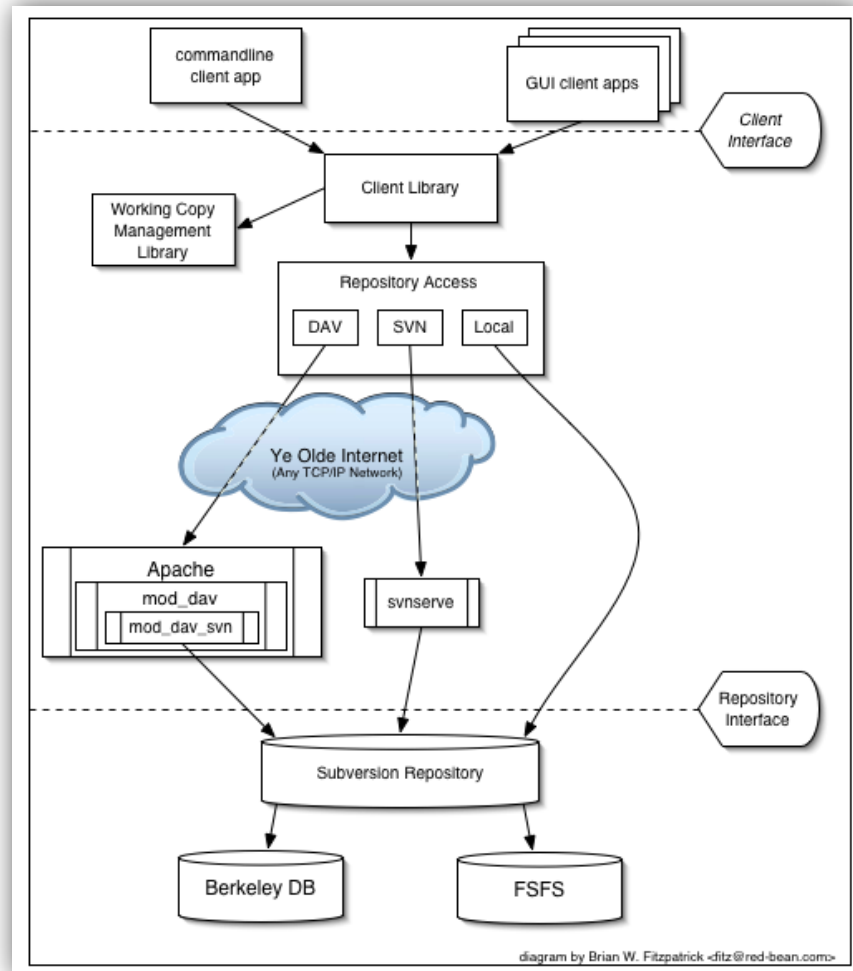 commandline
client app
GUI client apps
Client
Interface
Client Library
Working Copy
Management
Library
Repository Access
DAV
SVN
Local
Ye Olde Internet
(Any TCP/IP Network)
Apache
mod_dav
mod_dav_svn
svnserve
Repository
Interface
Subversion Repository
Berkeley DB
FSFS
diagram by Brian W. Fitzpatrick <fitz@red-bean.com>